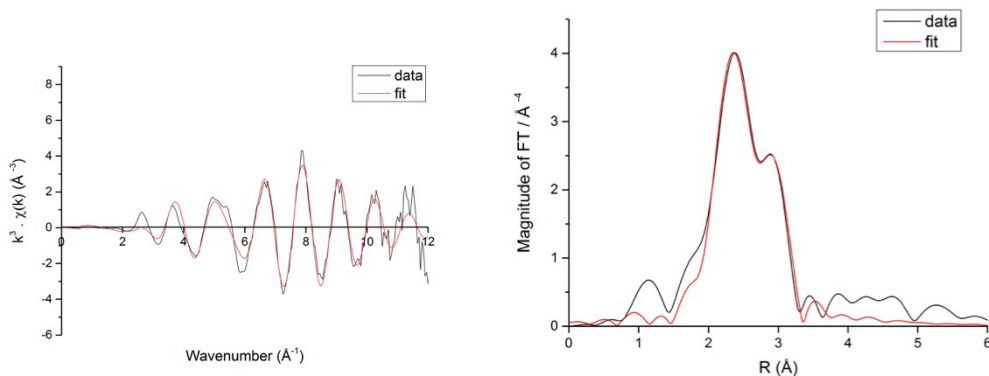 data
fit
8
6
4
2
0
-2
-4
-6
0 2 4 6 8 10 12
k³ . χ(k) (Å⁻³)
Wavenumber (Å⁻¹)
data
fit
4
3
2
1
0
0 1 2 3 4 5 6
Magnitude of FT / Å ⁻⁴
R (Å)